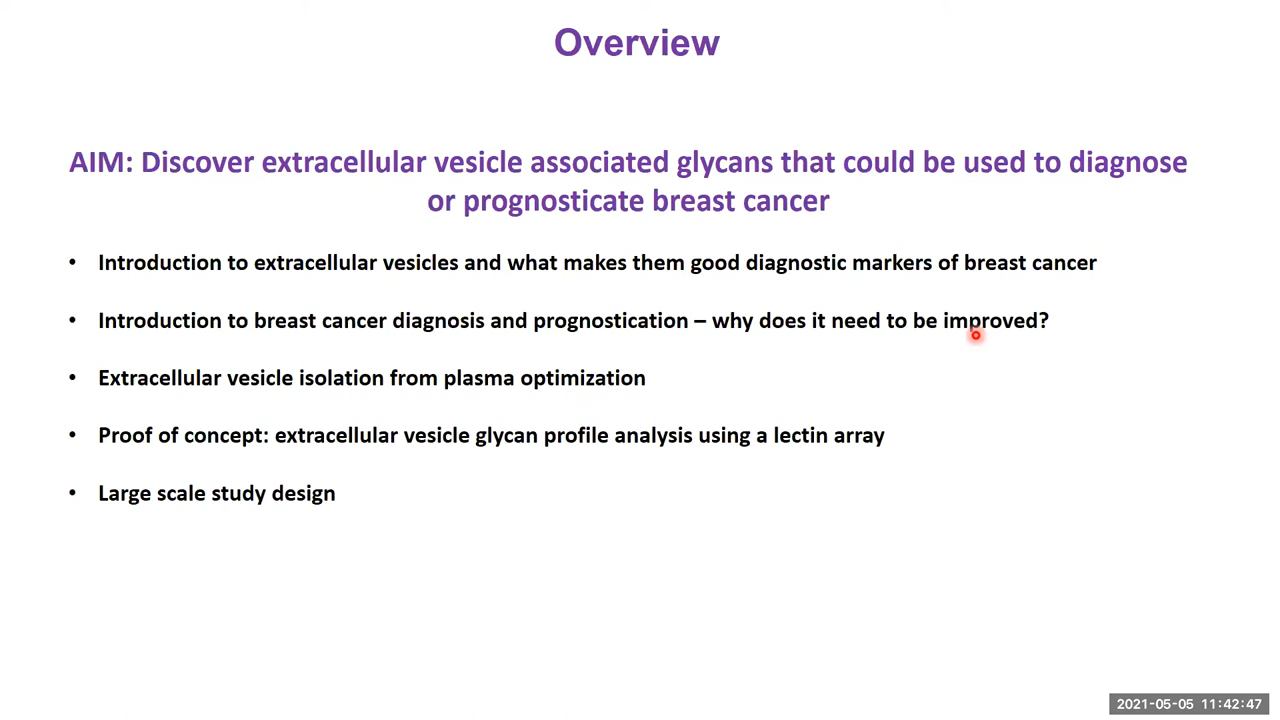 Overview
AIM: Discover extracellular vesicle associated glycans that could be used to diagnose
or prognosticate breast cancer
• Introduction to extracellular vesicles and what makes them good diagnostic markers of breast cancer
• Introduction to breast cancer diagnosis and prognostication – why does it need to be improved?
• Extracellular vesicle isolation from plasma optimization
• Proof of concept: extracellular vesicle glycan profile analysis using a lectin array
• Large scale study design
2021-05-05 11:42:47